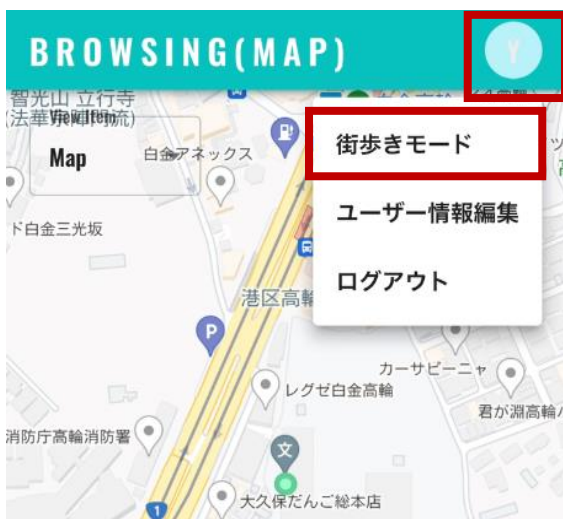 BROWSING(MAP)
Y
智光山 立行寺
View Item
Map
白金アネックス
街歩きモード
ユーザー情報編集
ログアウト
ド白金三光坂
港区高輪
P
カーサピーニャ
レグゼ白金高輪
君が淵高輪
消防庁高輪消防署
文
大久保だんご総本店
1